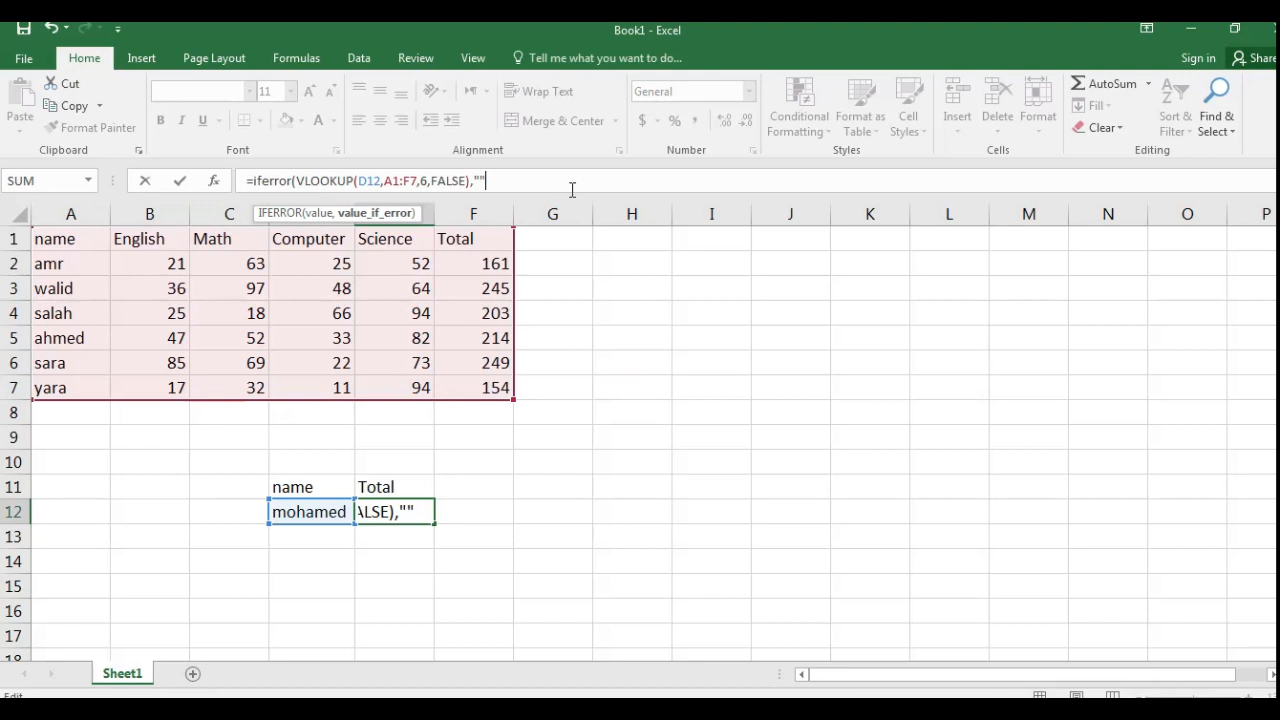 Book1 - Excel
File Home Insert Page Layout Formulas Data Review View Tell me what you want to do... Sign in Share
Paste Cut Copy Format Painter
11 A A Wrap Text General Conditional Formatting Format as Table Cell Styles Insert Delete Format AutoSum Fill Clear Sort & Filter Find & Select
B I U A Merge & Center $ % ,
Clipboard Font Alignment Number Styles Cells Editing
SUM fx =iferror(VLOOKUP(D12,A1:F7,6,FALSE),""
IFERROR(value, value_if_error)
A B C F G H I J K L M N O P
1 name English Math Computer Science Total
2 amr 21 63 25 52 161
3 walid 36 97 48 64 245
4 salah 25 18 66 94 203
5 ahmed 47 52 33 82 214
6 sara 85 69 22 73 249
7 yara 17 32 11 94 154
8
9
10
11 name Total
12 mohamed ALSE),""
13
14
15
16
17
18
Sheet1
Edit